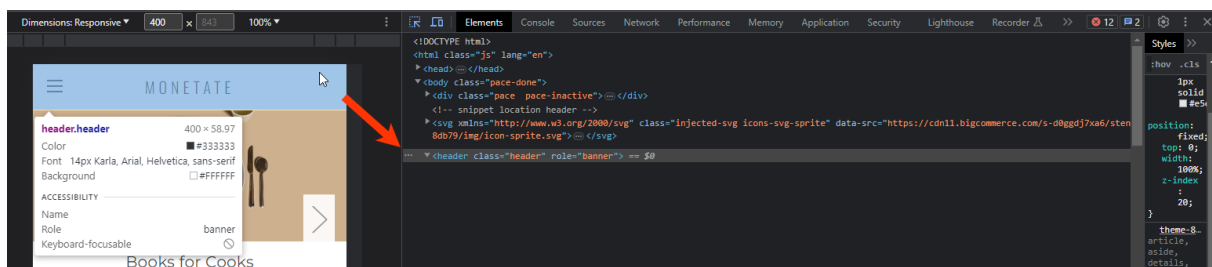 Dimensions: Responsive ▼ 400 × 843 100% ▼
Elements Console Sources Network Performance Memory Application Security Lighthouse Recorder >> 12 2
MONETATE
header.header 400 × 58.97
Color #333333
Font 14px Karla, Arial, Helvetica, sans-serif
Background #FFFFFF
ACCESSIBILITY
Name
Role banner
Keyboard-focusable
Books for Cooks
<!DOCTYPE html>
<html class="js" lang="en">
<head> … </head>
<body class="pace-done">
<div class="pace  pace-inactive"> … </div>
<!-- snippet location header -->
<svg xmlns="http://www.w3.org/2000/svg" class="injected-svg icons-svg-sprite" data-src="https://cdn11.bigcommerce.com/s-d0ggdj7xa6/sten
8db79/img/icon-sprite.svg"> … </svg>
… <header class="header" role="banner"> == $0
Styles >>
:hov .cls
1px
solid
#e5
position:
fixed;
top: 0;
width:
100%;
z-index
:
20;
}
theme-8…
article,
aside,
details,